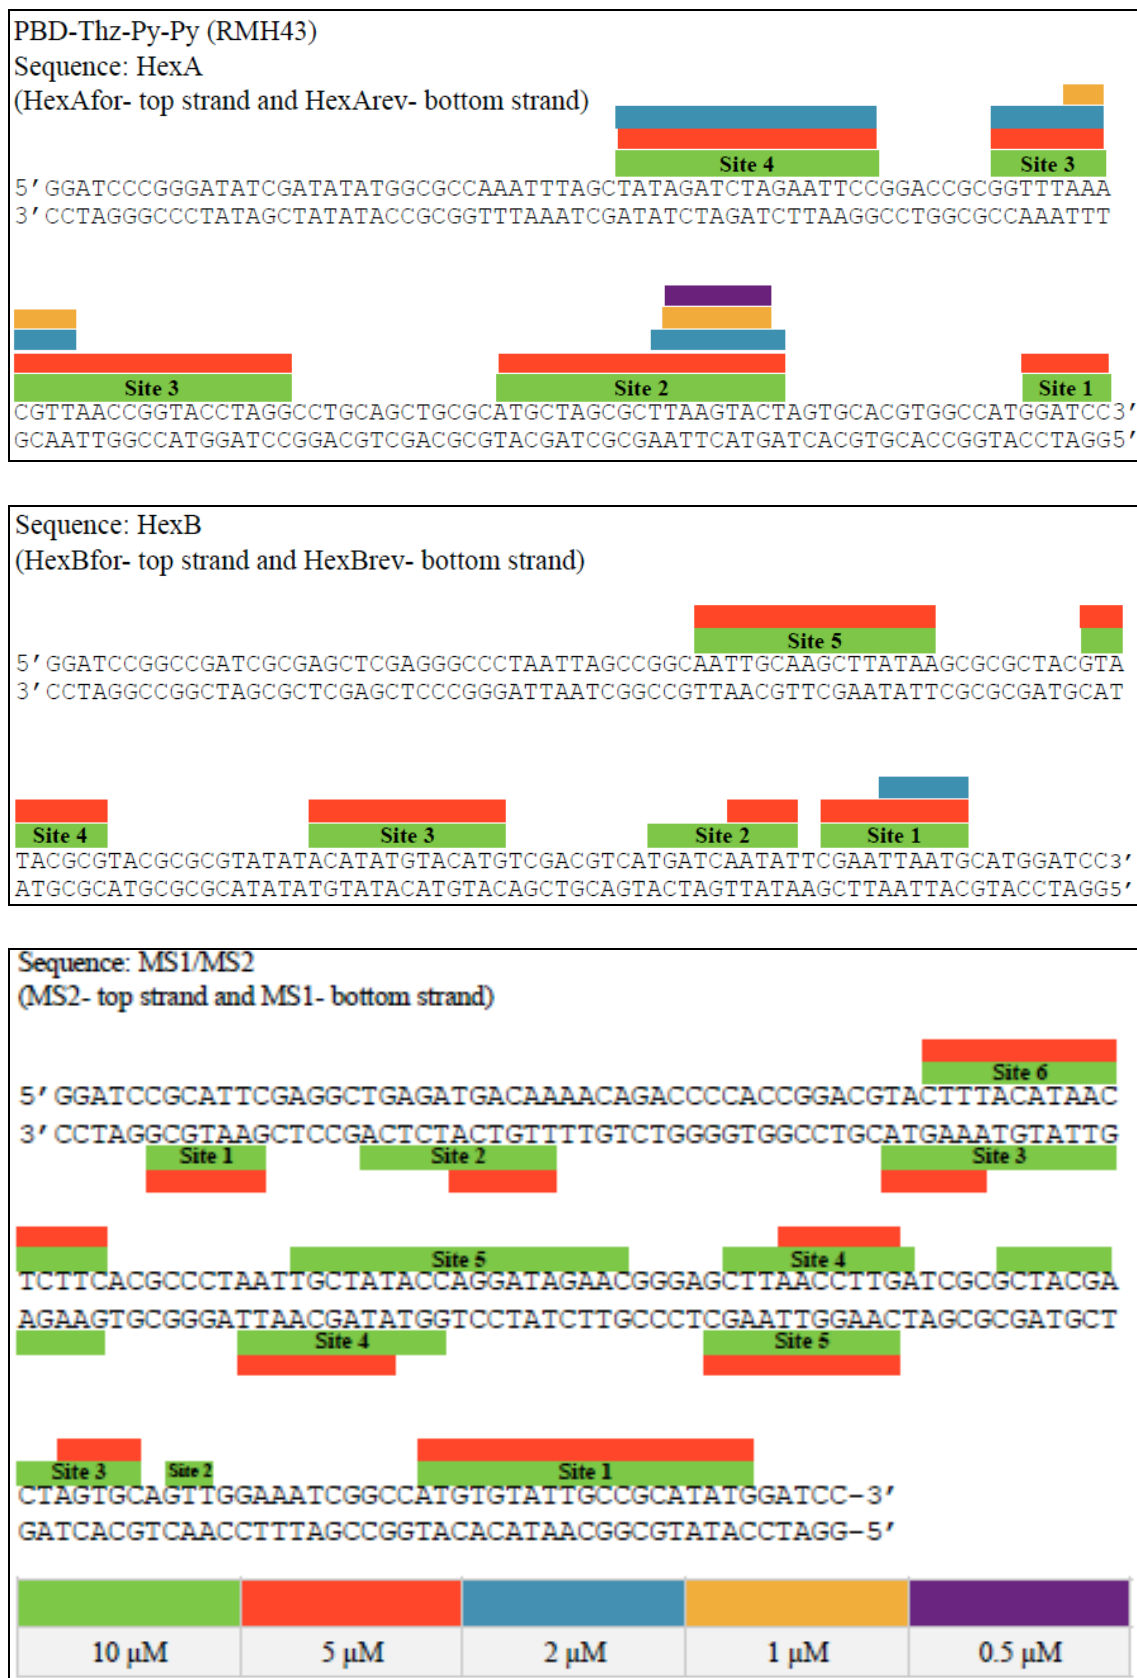 PBD-Thz-Py-Py (RMH43)
Sequence: HexA
(HexAfor- top strand and HexArev- bottom strand)
Site 4 Site 3
5'GGATCCCGGGATATCGATATATGGCGCCAAATTTAGCTATAGATCTAGAATTCCGGACCGCGGTTTAAA
3'CCTAGGGCCCTATAGCTATATACCGCGGTTTAAATCGATATCTAGATCTTAAGGCCTGGCGCCAAATTT
Site 3 Site 2 Site 1
CGTTAACCGGTACCTAGGCCTGCAGCTGCGCATGCTAGCGCTTAAGTACTAGTGCACGTGGCCATGGATCC3'
GCAATTGGCCATGGATCCGGACGTCGACGCGTACGATCGCGAATTCATGATCACGTGCACCGGTACCTAGG5'
Sequence: HexB
(HexBfor- top strand and HexBrev- bottom strand)
Site 5
5'GGATCCGGCCGATCGCGAGCTCGAGGGCCCTAATTAGCCGGCAATTGCAAGCTTATAAGCGCGCTACGTA
3'CCTAGGCCGGCTAGCGCTCGAGCTCCCGGGATTAATCGGCCGTTAACGTTCGAATATTCGCGCGATGCAT
Site 4 Site 3 Site 2 Site 1
TACGCGTACGCGCGTATATACATATGTACATGTCGACGTCATGATCAATATTCGAATTAATGCATGGATCC3'
ATGCGCATGCGCGCATATATGTATACATGTACAGCTGCAGTACTAGTTATAAGCTTAATTACGTACCTAGG5'
Sequence: MS1/MS2
(MS2- top strand and MS1- bottom strand)
Site 6
5'GGATCCGCATTCGAGGCTGAGATGACAAAACAGACCCCACCGGACGTACTTTACATAAC
3'CCTAGGCGTAAGCTCCGACTCTACTGTTTTGTCTGGGGTGGCCTGCATGAAATGTATTG
Site 1 Site 2 Site 3
Site 5 Site 4
TCTTCACGCCCTAATTGCTATACCAGGATAGAACGGGAGCTTAACCTTGATCGCGCTACGA
AGAAGTGCGGGATTAACGATATGGTCCTATCTTGCCCTCGAATTGGAACTAGCGCGATGCT
Site 4 Site 5
Site 3 Site 2 Site 1
CTAGTGCAGTTGGAAATCGGCCATGTGTATTGCCGCATATGGATCC-3'
GATCACGTCAACCTTTAGCCGGTACACATAACGGCGTATACCTAGG-5'
10 µM 5 µM 2 µM 1 µM 0.5 µM